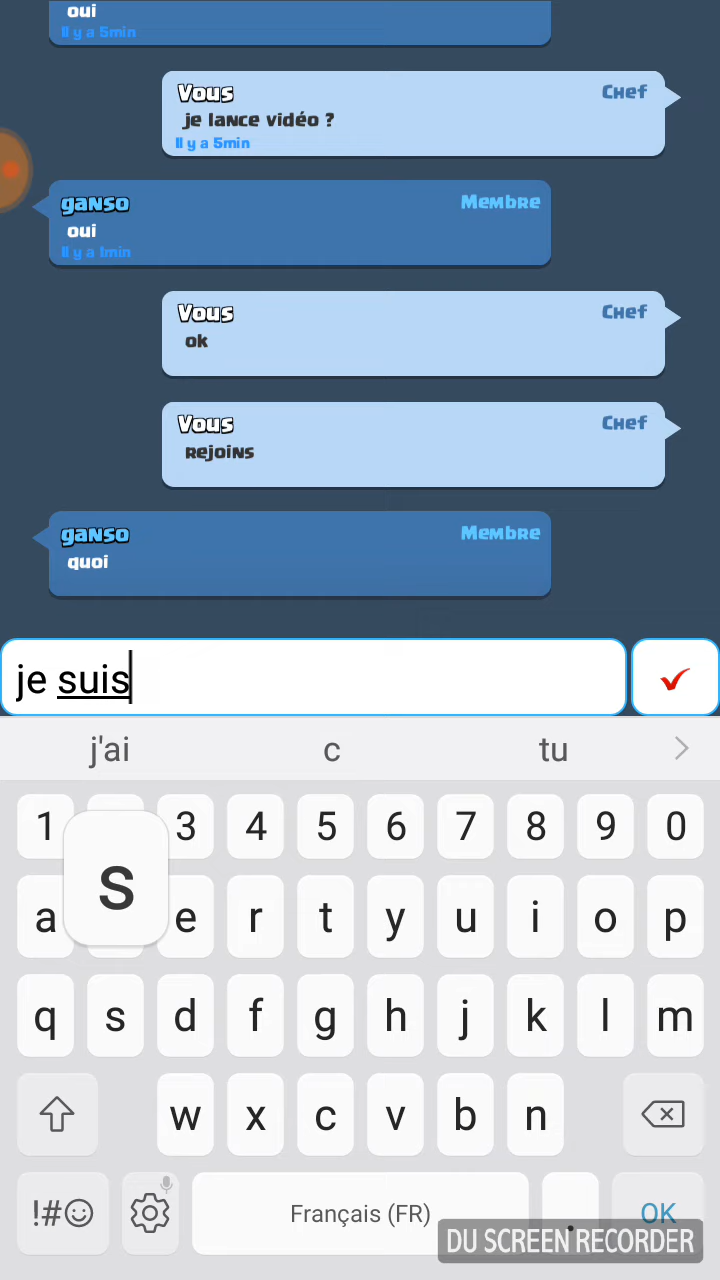 oui
Il y a 5min
Vous Chef
je lance vidéo ?
Il y a 5min
ganso Membre
oui
Il y a 1min
Vous Chef
ok
Vous Chef
rejoins
ganso Membre
quoi
je suis
j'ai c tu
1 3 4 5 6 7 8 9 0
s
a e r t y u i o p
q s d f g h j k l m
w x c v b n
!#☺ Français (FR) . OK
DU SCREEN RECORDER